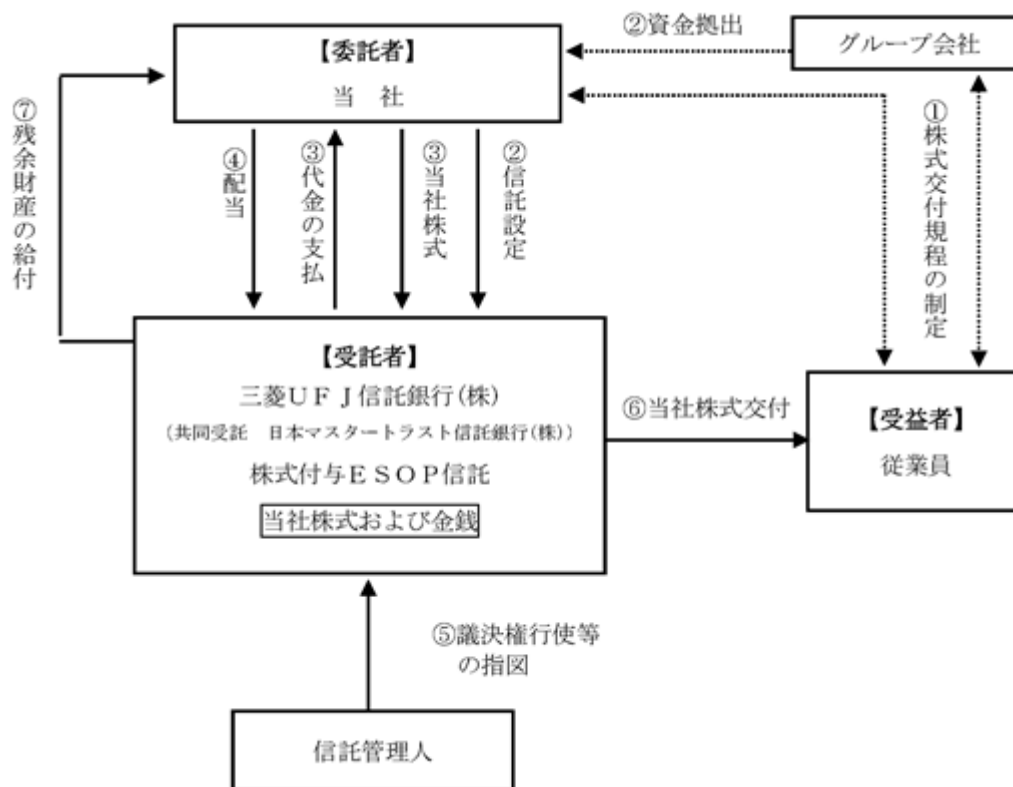 ②資金拠出
グループ会社
【委託者】
当　社
⑦残余財産の給付
④配当
③代金の支払
③当社株式
②信託設定
①株式交付規程の制定
【受託者】
三菱ＵＦＪ信託銀行(株)
(共同受託　日本マスタートラスト信託銀行(株))
株式付与ＥＳＯＰ信託
当社株式および金銭
⑥当社株式交付
【受益者】
従業員
⑤議決権行使等
の指図
信託管理人